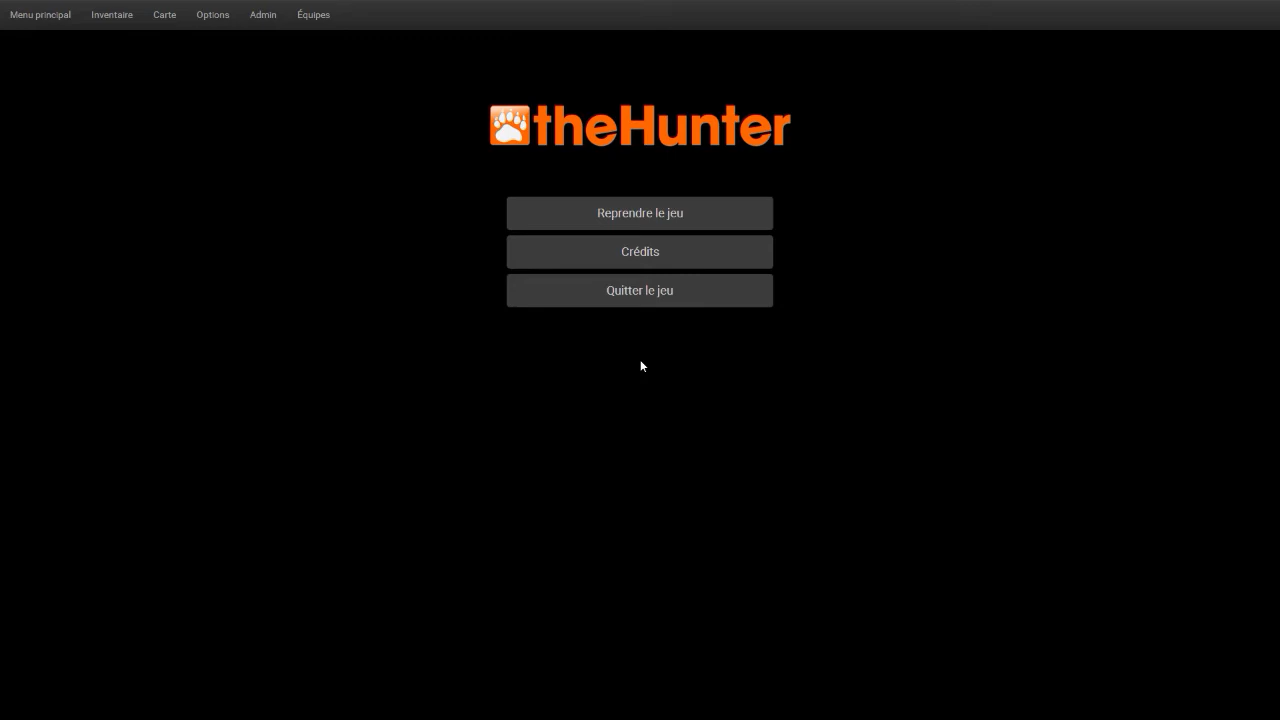 Menu principal Inventaire Carte Options Admin Équipes
theHunter
Reprendre le jeu
Crédits
Quitter le jeu